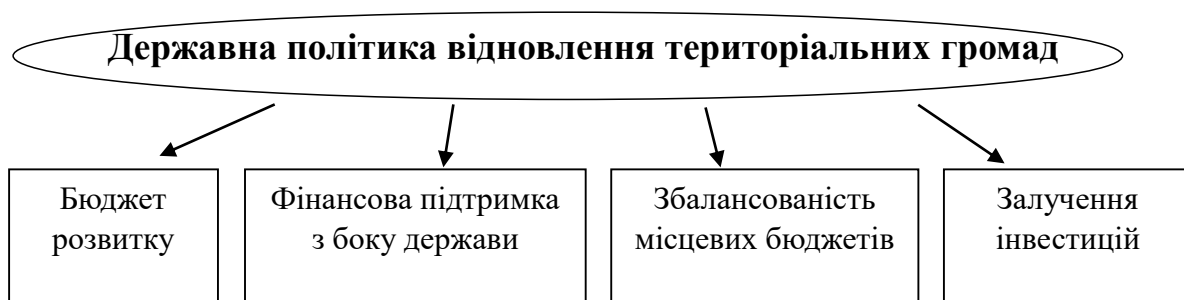 Державна політика відновлення територіальних громад
Бюджет
розвитку
Фінансова підтримка
з боку держави
Збалансованість
місцевих бюджетів
Залучення
інвестицій